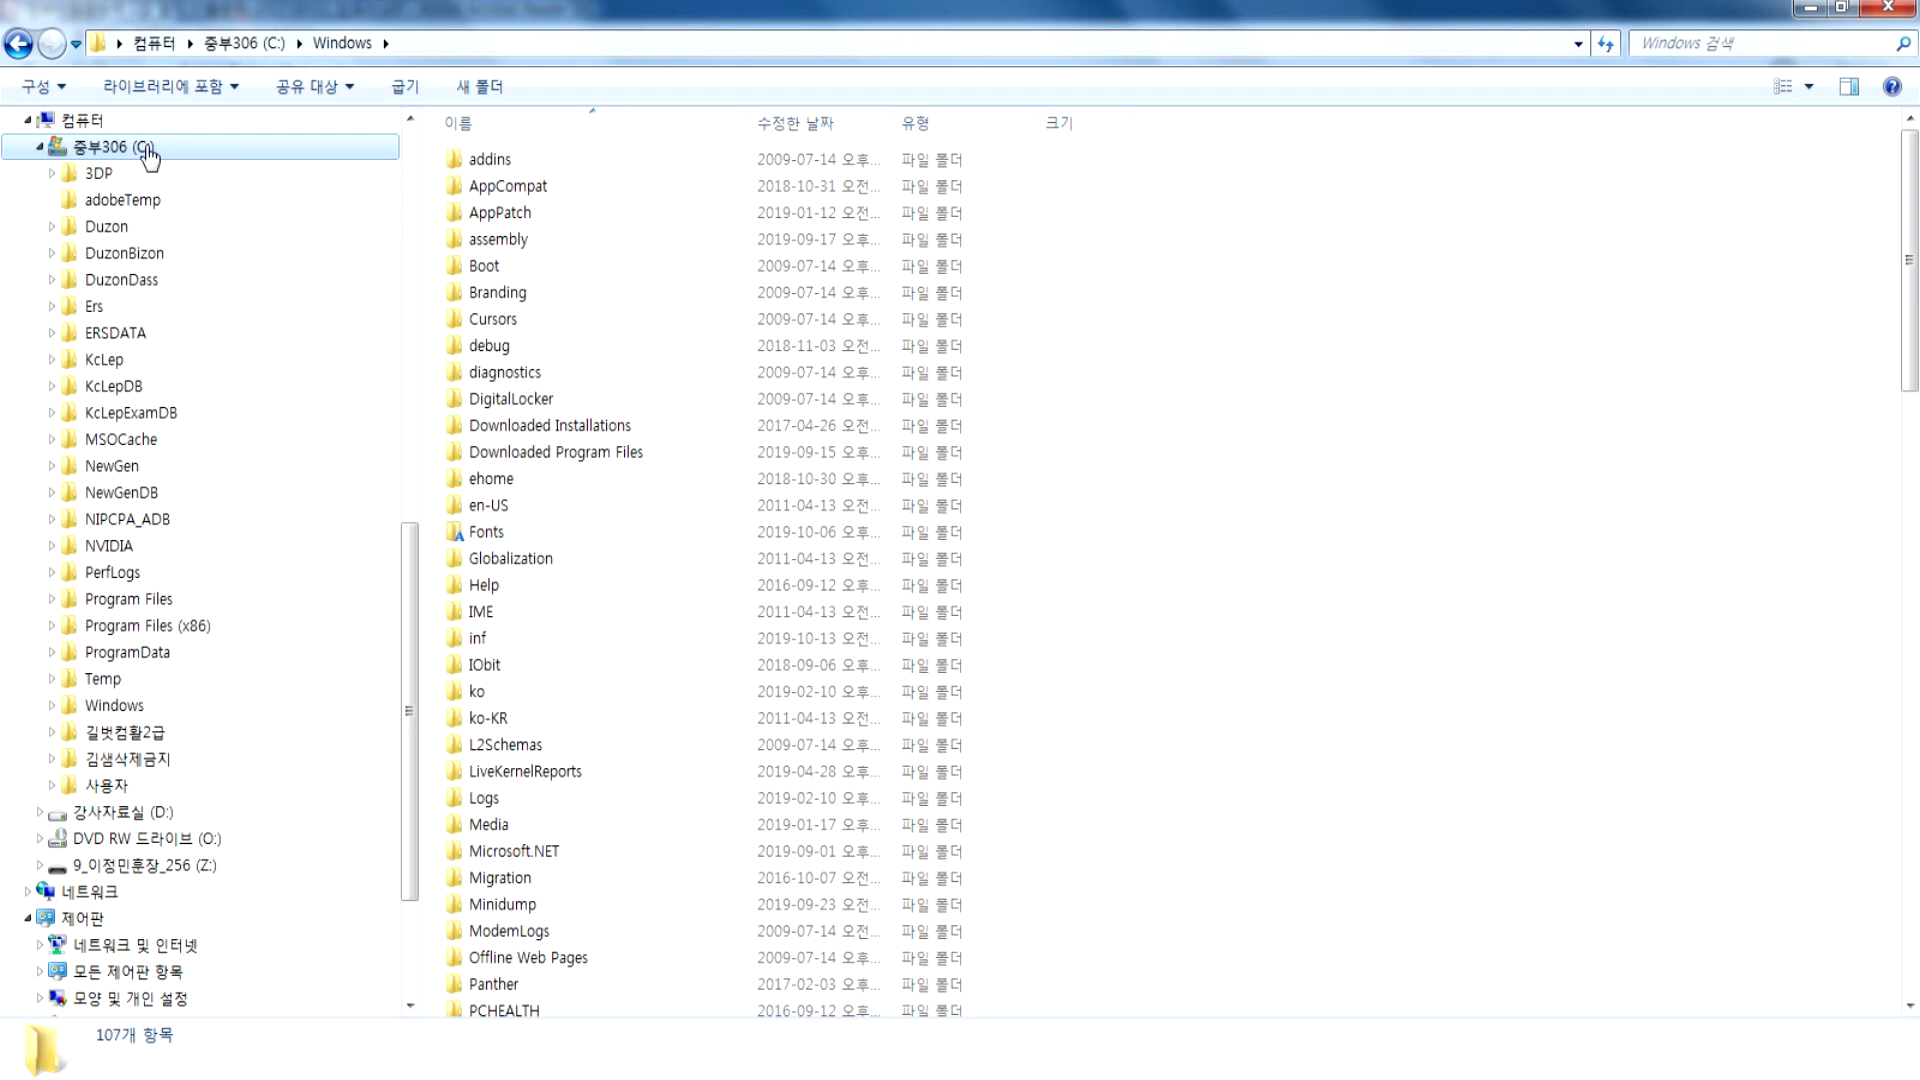 컴퓨터 중부306 (C:) Windows
Windows 검색
구성 라이브러리에 포함 공유 대상 굽기 새 폴더
컴퓨터
중부306 (C:)
3DP
adobeTemp
Duzon
DuzonBizon
DuzonDass
Ers
ERSDATA
KcLep
KcLepDB
KcLepExamDB
MSOCache
NewGen
NewGenDB
NIPCPA_ADB
NVIDIA
PerfLogs
Program Files
Program Files (x86)
ProgramData
Temp
Windows
길벗컴활2급
김샘삭제금지
사용자
강사자료실 (D:)
DVD RW 드라이브 (O:)
9_이정민훈장_256 (Z:)
네트워크
제어판
네트워크 및 인터넷
모든 제어판 항목
모양 및 개인 설정
이름 수정한 날짜 유형 크기
addins 2009-07-14 오후... 파일 폴더
AppCompat 2018-10-31 오전... 파일 폴더
AppPatch 2019-01-12 오전... 파일 폴더
assembly 2019-09-17 오후... 파일 폴더
Boot 2009-07-14 오후... 파일 폴더
Branding 2009-07-14 오후... 파일 폴더
Cursors 2009-07-14 오후... 파일 폴더
debug 2018-11-03 오전... 파일 폴더
diagnostics 2009-07-14 오후... 파일 폴더
DigitalLocker 2009-07-14 오후... 파일 폴더
Downloaded Installations 2017-04-26 오전... 파일 폴더
Downloaded Program Files 2019-09-15 오후... 파일 폴더
ehome 2018-10-30 오후... 파일 폴더
en-US 2011-04-13 오전... 파일 폴더
Fonts 2019-10-06 오후... 파일 폴더
Globalization 2011-04-13 오전... 파일 폴더
Help 2016-09-12 오후... 파일 폴더
IME 2011-04-13 오전... 파일 폴더
inf 2019-10-13 오전... 파일 폴더
IObit 2018-09-06 오후... 파일 폴더
ko 2019-02-10 오후... 파일 폴더
ko-KR 2011-04-13 오전... 파일 폴더
L2Schemas 2009-07-14 오후... 파일 폴더
LiveKernelReports 2019-04-28 오후... 파일 폴더
Logs 2019-02-10 오후... 파일 폴더
Media 2019-01-17 오후... 파일 폴더
Microsoft.NET 2019-09-01 오후... 파일 폴더
Migration 2016-10-07 오전... 파일 폴더
Minidump 2019-09-23 오전... 파일 폴더
ModemLogs 2009-07-14 오후... 파일 폴더
Offline Web Pages 2009-07-14 오후... 파일 폴더
Panther 2017-02-03 오후... 파일 폴더
PCHEALTH 2016-09-12 오후... 파일 폴더
107개 항목